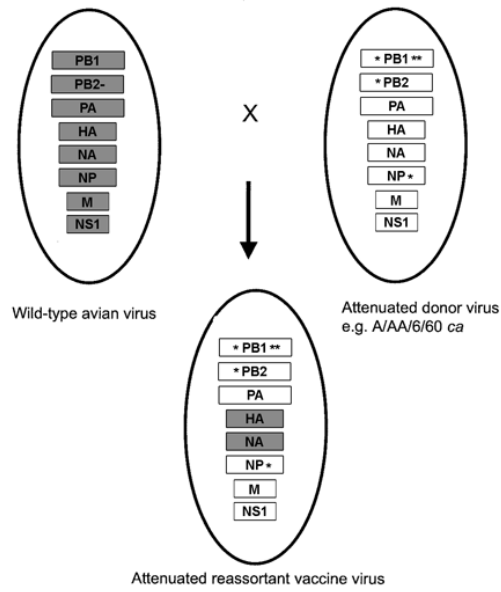 PB1
PB2-
PA
HA
NA
NP
M
NS1
Wild-type avian virus
X
* PB1 **
* PB2
PA
HA
NA
NP *
M
NS1
Attenuated donor virus
e.g. A/AA/6/60 ca
* PB1 **
* PB2
PA
HA
NA
NP *
M
NS1
Attenuated reassortant vaccine virus